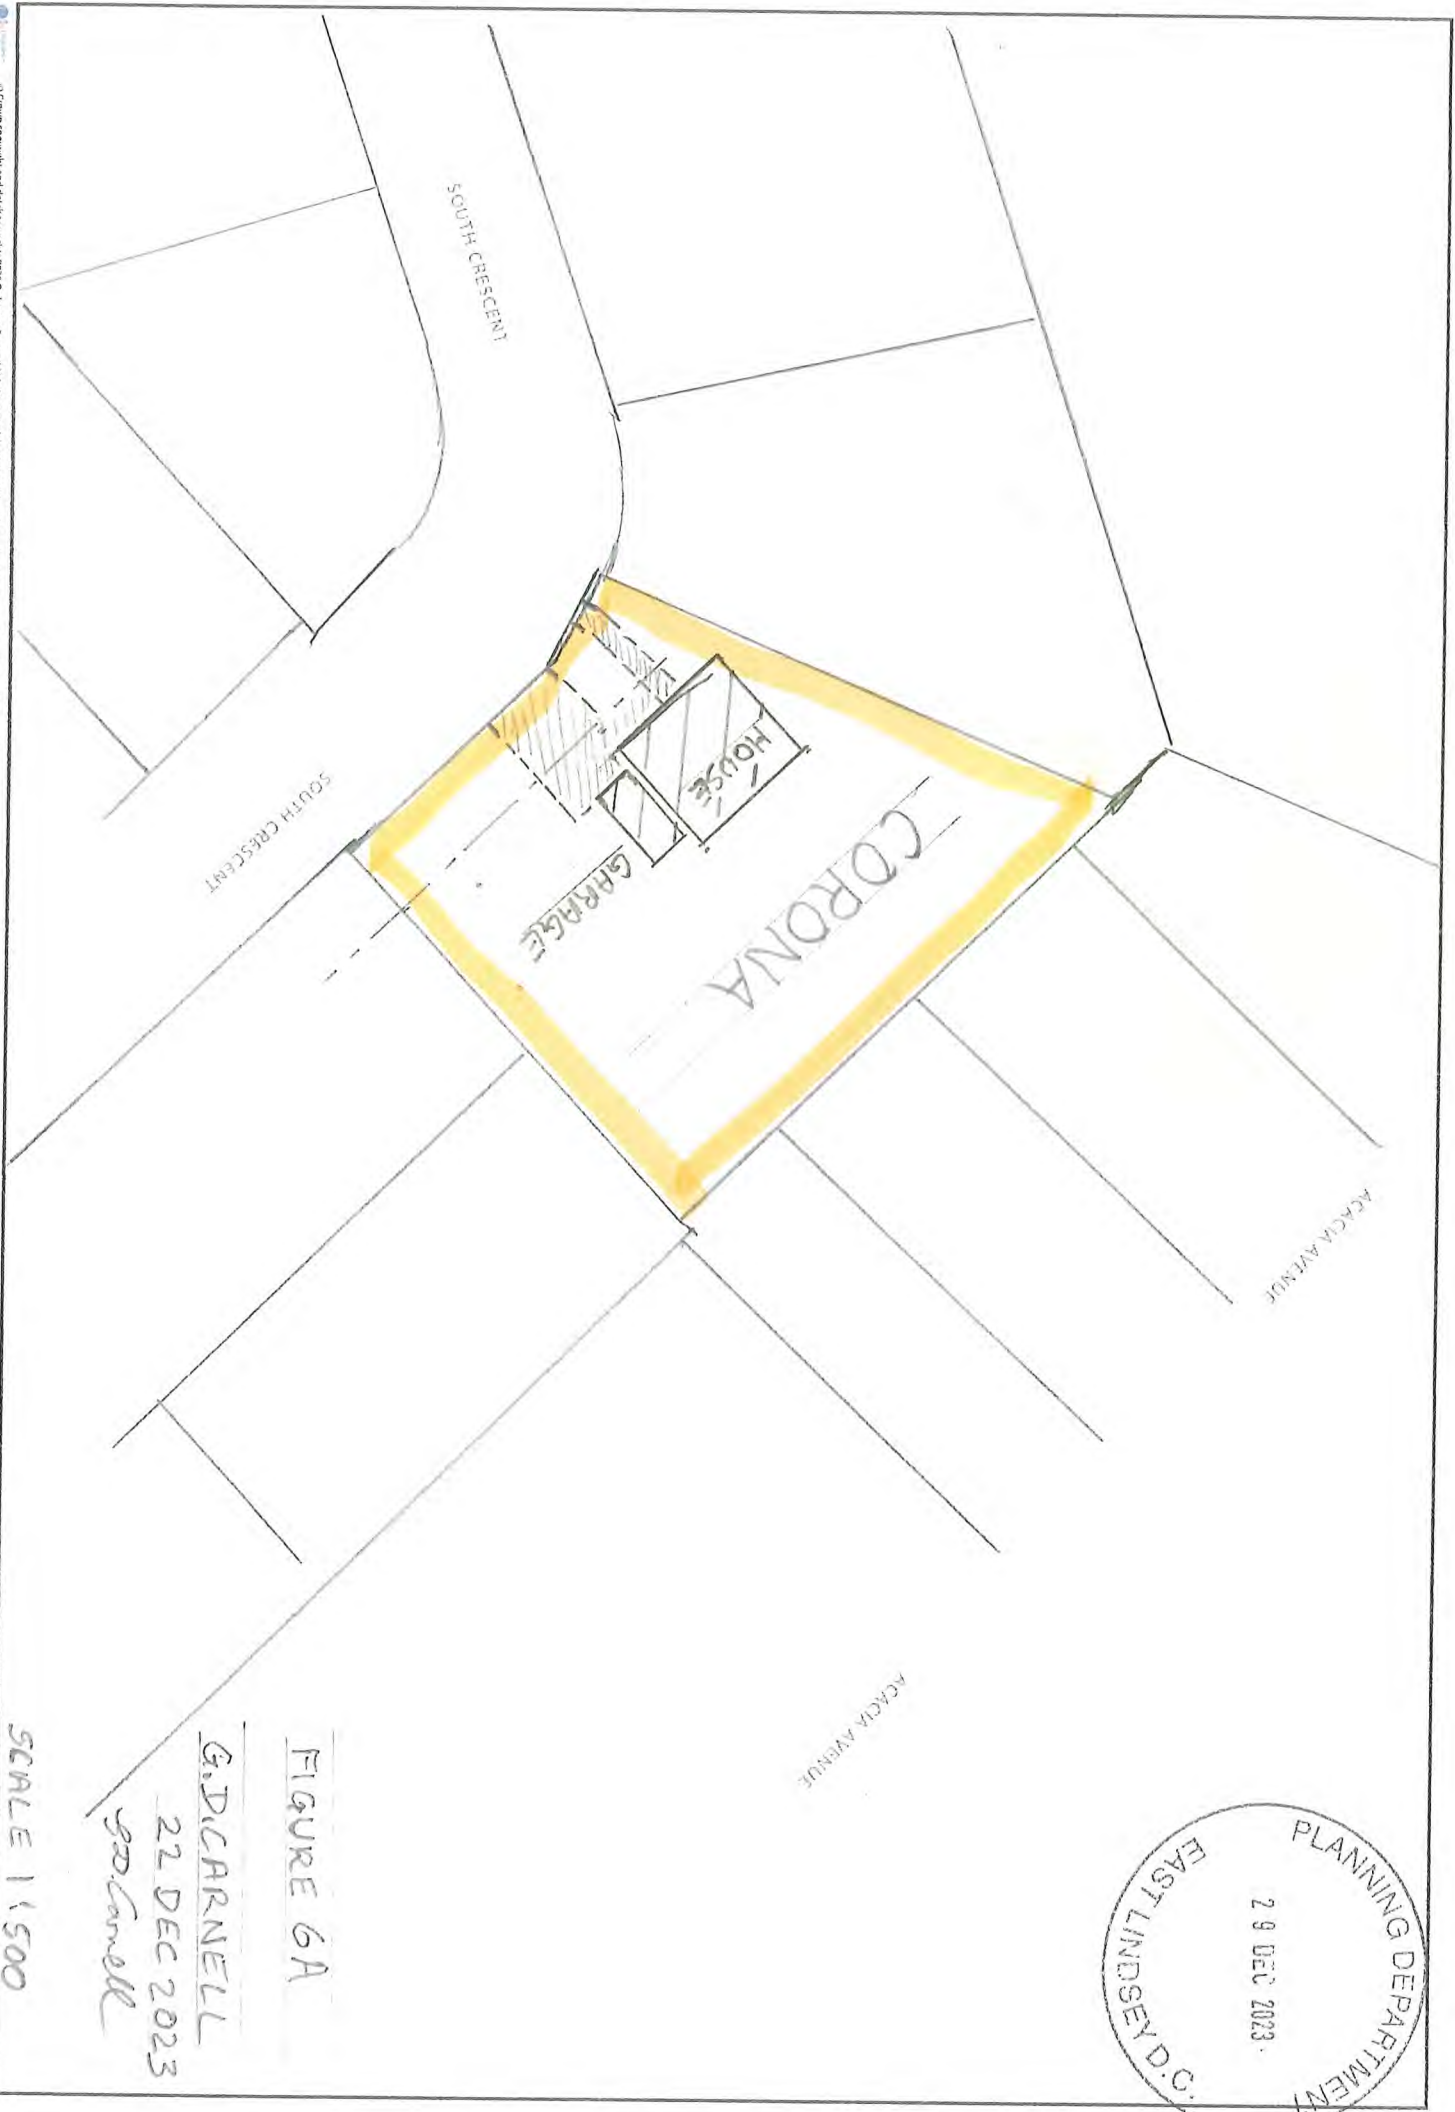 SOUTH CRESCENT
SOUTH CRESCENT
HOUSE
GARAGE
CORONA
ACACIA AVENUE
ACACIA AVENUE
PLANNING DEPARTMENT
29 DEC 2023
EAST LINDSEY D.C.
FIGURE 6A
G.D.CARNELL
22 DEC 2023
G.D. Carnell
SCALE 1:500